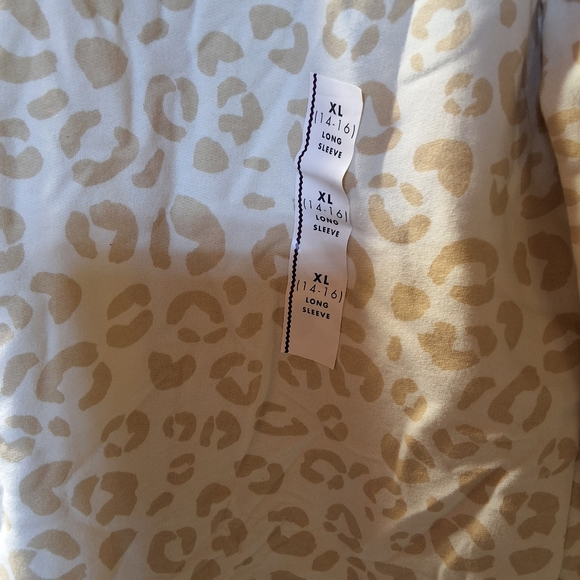 XL
(14-16)
LONG
SLEEVE
XL
(14-16)
LONG
SLEEVE
XL
(14-16)
LONG
SLEEVE